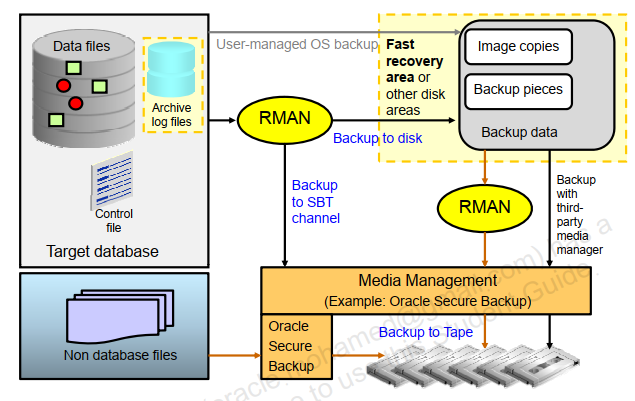 Data files
Archive
log files
Control
file
Target database
Non database files
User-managed OS backup
RMAN
Backup to disk
Backup
to SBT
channel
Fast
recovery
area or
other disk
areas
Image copies
Backup pieces
Backup data
RMAN
Backup
with
third-
party
media
manager
Media Management
(Example: Oracle Secure Backup)
Oracle
Secure
Backup
Backup to Tape